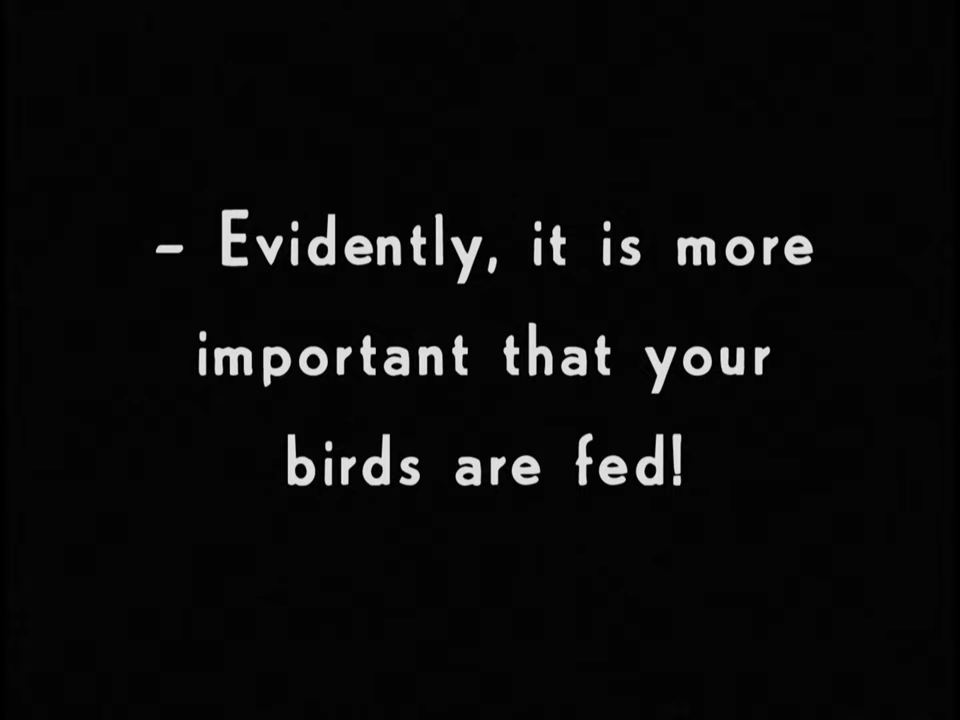 – Evidently, it is more
important that your
birds are fed!